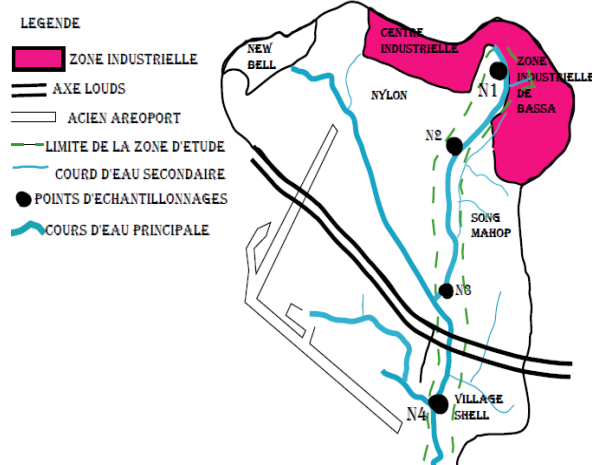 LEGENDE
ZONE INDUSTRIELLE
AXE LOUDS
ACIEN AREOPORT
LIMITE DE LA ZONE D'ETUDE
COURD D'EAU SECONDAIRE
POINTS D'ECHANTILLONNAGES
COURS D'EAU PRINCIPALE
NEW
BELL
CENTRE
INDUSTRIELLE
ZONE
INDUSTRIELLE
DE
BASSA
NYLON
N1
N2
SONG
MAHOP
N3
N4
VILLAGE
SHELL